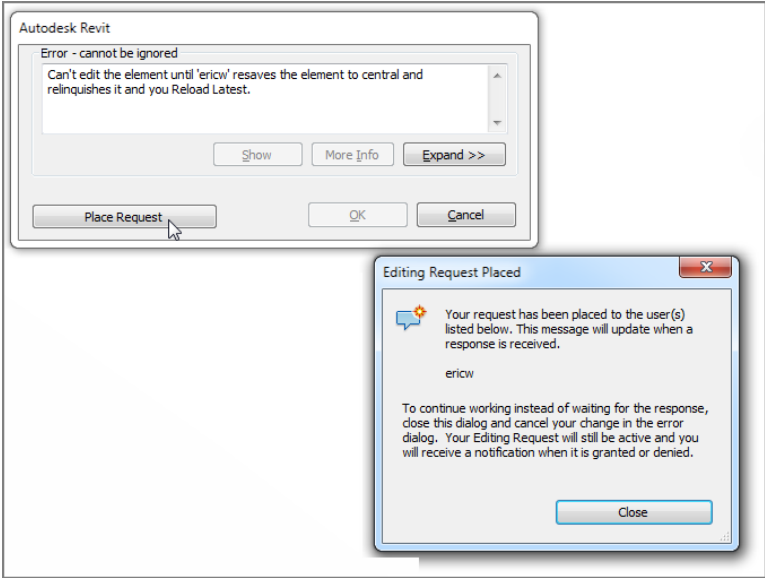 Autodesk Revit
Error - cannot be ignored
Can't edit the element until 'ericw' resaves the element to central and
relinquishes it and you Reload Latest.
Show
More Info
Expand >>
Place Request
OK
Cancel
Editing Request Placed
Your request has been placed to the user(s)
listed below. This message will update when a
response is received.
ericw
To continue working instead of waiting for the response,
close this dialog and cancel your change in the error
dialog. Your Editing Request will still be active and you
will receive a notification when it is granted or denied.
Close